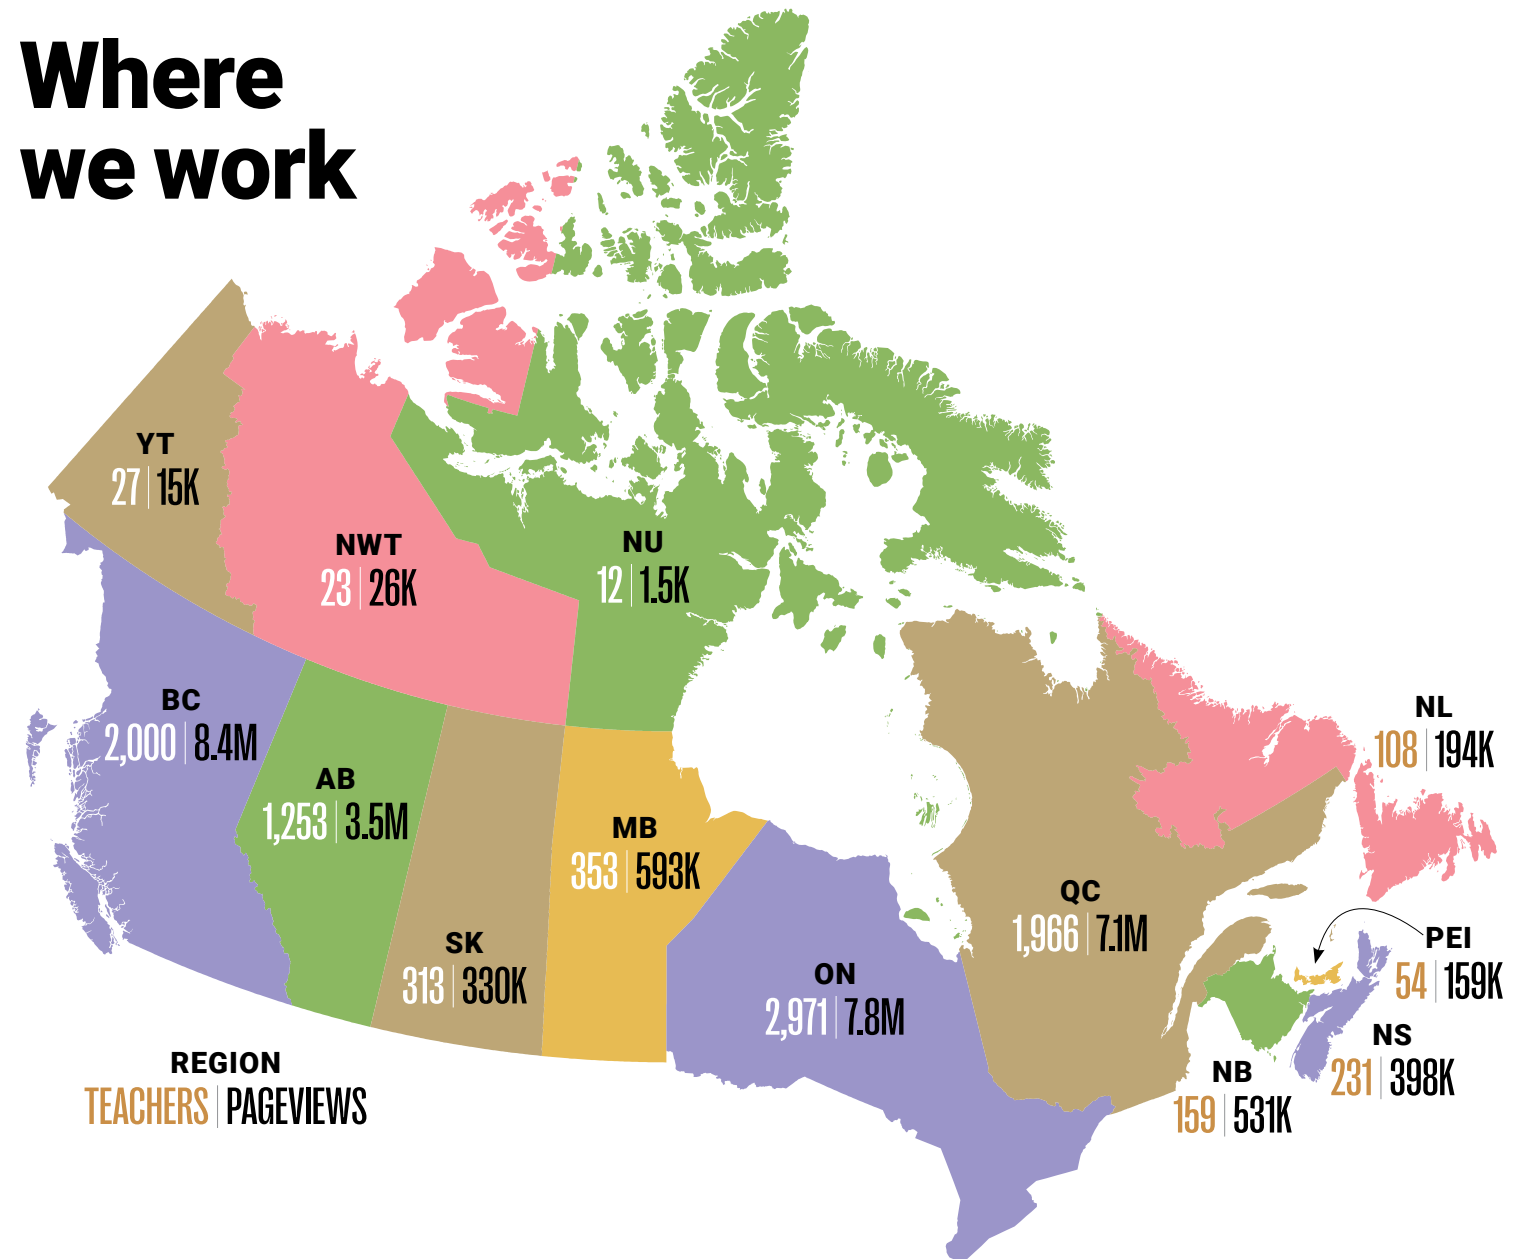 Where
we work
YT
27 | 15K
NWT
23 | 26K
NU
12 | 1.5K
BC
2,000 | 8.4M
AB
1,253 | 3.5M
SK
313 | 330K
MB
353 | 593K
ON
2,971 | 7.8M
QC
1,966 | 7.1M
NL
108 | 194K
PEI
54 | 159K
NS
231 | 398K
NB
159 | 531K
REGION
TEACHERS | PAGEVIEWS